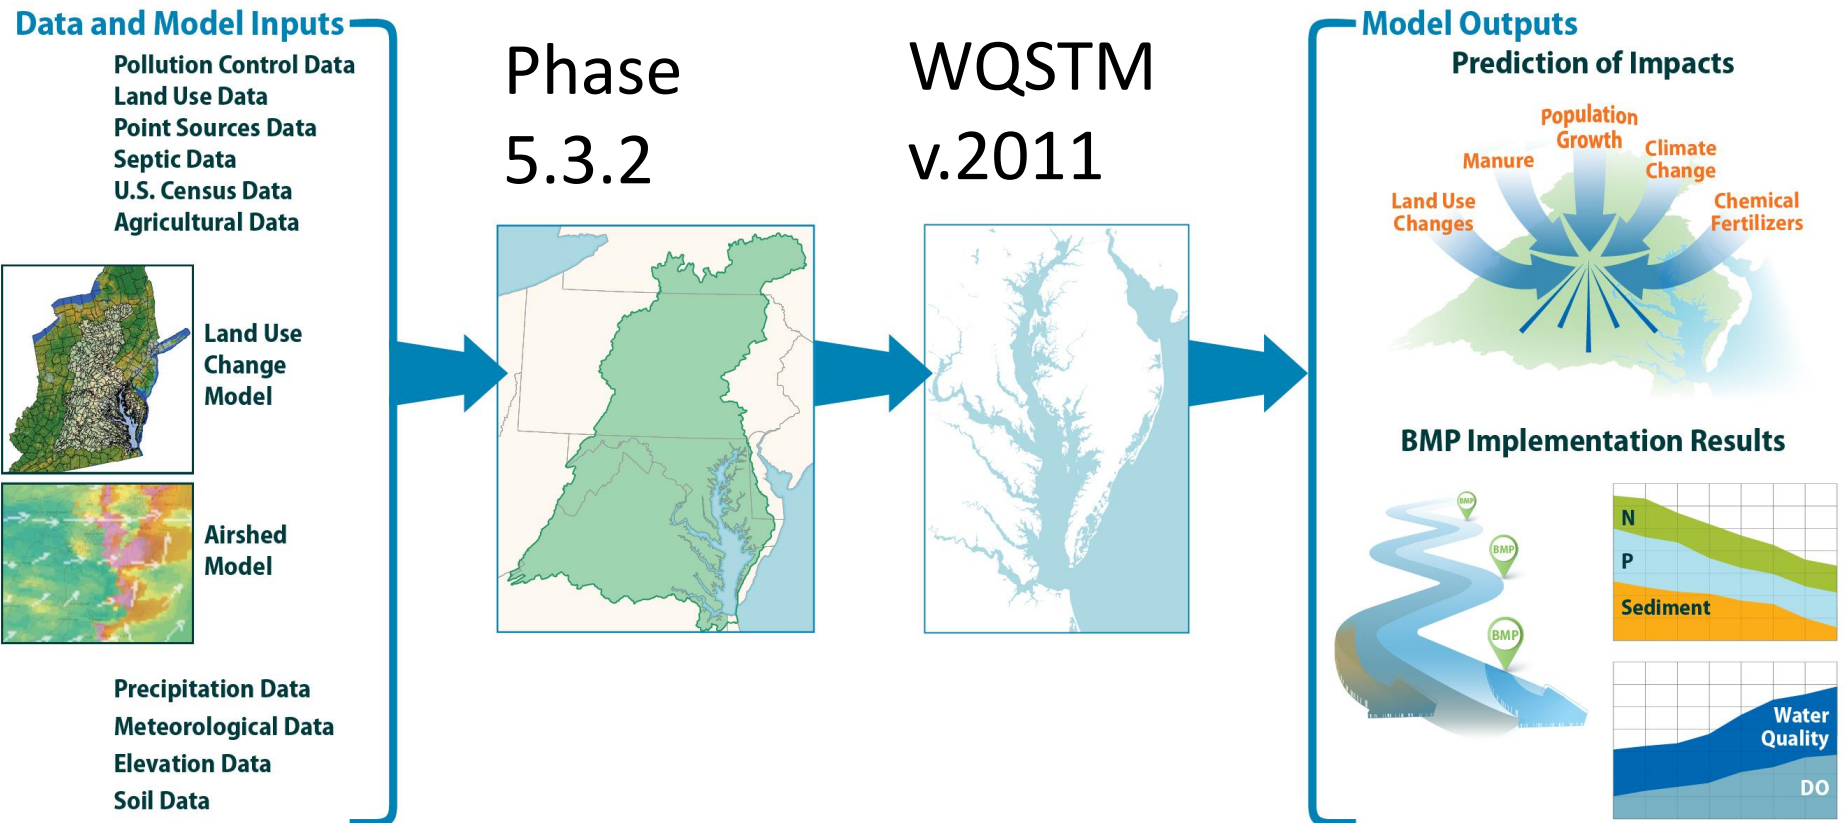 Data and Model Inputs
Pollution Control Data
Land Use Data
Point Sources Data
Septic Data
U.S. Census Data
Agricultural Data
Land Use
Change
Model
Airshed
Model
Precipitation Data
Meteorological Data
Elevation Data
Soil Data
Phase
5.3.2
WQSTM
v.2011
Model Outputs
Prediction of Impacts
Population
Growth
Manure
Climate
Change
Land Use
Changes
Chemical
Fertilizers
BMP Implementation Results
BMP
BMP
BMP
N
P
Sediment
Water
Quality
DO